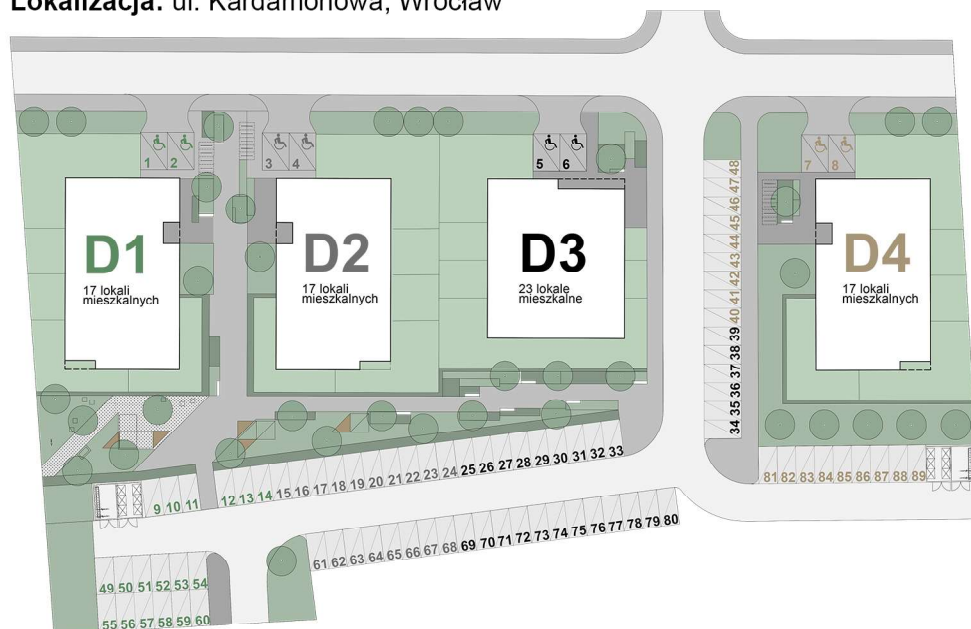 Lokalizacja: ul. Kardamonowa, Wrocław
1 2
3 4
5 6
7 8
D1
17 lokali
mieszkalnych
D2
17 lokali
mieszkalnych
D3
23 lokale
mieszkalne
D4
17 lokali
mieszkalnych
34 35 36 37 38 39 40 41 42 43 44 45 46 47 48
9 10 11
12 13 14 15 16 17 18 19 20 21 22 23 24 25 26 27 28 29 30 31 32 33
81 82 83 84 85 86 87 88 89
61 62 63 64 65 66 67 68 69 70 71 72 73 74 75 76 77 78 79 80
49 50 51 52 53 54
55 56 57 58 59 60